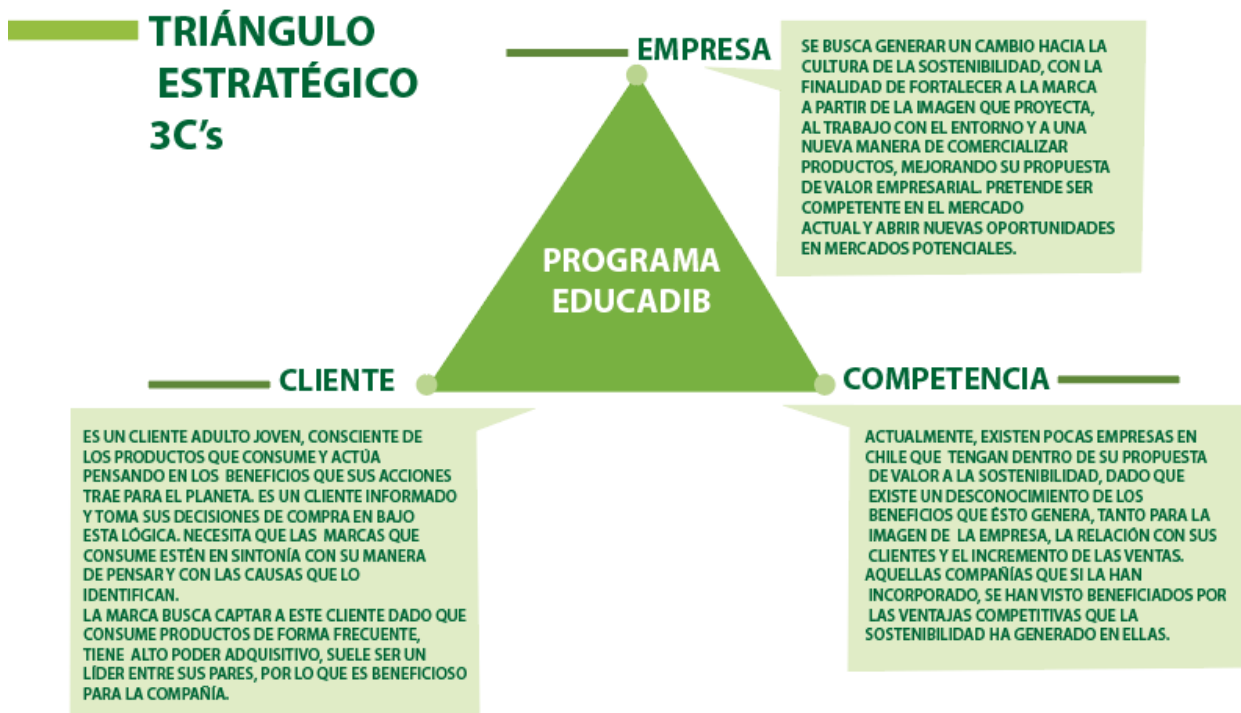 TRIÁNGULO
ESTRATÉGICO
3C's
EMPRESA
SE BUSCA GENERAR UN CAMBIO HACIA LA
CULTURA DE LA SOSTENIBILIDAD, CON LA
FINALIDAD DE FORTALECER A LA MARCA
A PARTIR DE LA IMAGEN QUE PROYECTA,
AL TRABAJO CON EL ENTORNO Y A UNA
NUEVA MANERA DE COMERCIALIZAR
PRODUCTOS, MEJORANDO SU PROPUESTA
DE VALOR EMPRESARIAL. PRETENDE SER
COMPETENTE EN EL MERCADO
ACTUAL Y ABRIR NUEVAS OPORTUNIDADES
EN MERCADOS POTENCIALES.
PROGRAMA
EDUCADIB
CLIENTE
ES UN CLIENTE ADULTO JOVEN, CONSCIENTE DE
LOS PRODUCTOS QUE CONSUME Y ACTÚA
PENSANDO EN LOS BENEFICIOS QUE SUS ACCIONES
TRAE PARA EL PLANETA. ES UN CLIENTE INFORMADO
Y TOMA SUS DECISIONES DE COMPRA EN BAJO
ESTA LÓGICA. NECESITA QUE LAS MARCAS QUE
CONSUME ESTÉN EN SINTONÍA CON SU MANERA
DE PENSAR Y CON LAS CAUSAS QUE LO
IDENTIFICAN.
LA MARCA BUSCA CAPTAR A ESTE CLIENTE DADO QUE
CONSUME PRODUCTOS DE FORMA FRECUENTE,
TIENE ALTO PODER ADQUISITIVO, SUELE SER UN
LÍDER ENTRE SUS PARES, POR LO QUE ES BENEFICIOSO
PARA LA COMPAÑÍA.
COMPETENCIA
ACTUALMENTE, EXISTEN POCAS EMPRESAS EN
CHILE QUE TENGAN DENTRO DE SU PROPUESTA
DE VALOR A LA SOSTENIBILIDAD, DADO QUE
EXISTE UN DESCONOCIMIENTO DE LOS
BENEFICIOS QUE ÉSTO GENERA, TANTO PARA LA
IMAGEN DE LA EMPRESA, LA RELACIÓN CON SUS
CLIENTES Y EL INCREMENTO DE LAS VENTAS.
AQUELLAS COMPAÑÍAS QUE SI LA HAN
INCORPORADO, SE HAN VISTO BENEFICIADOS POR
LAS VENTAJAS COMPETITIVAS QUE LA
SOSTENIBILIDAD HA GENERADO EN ELLAS.